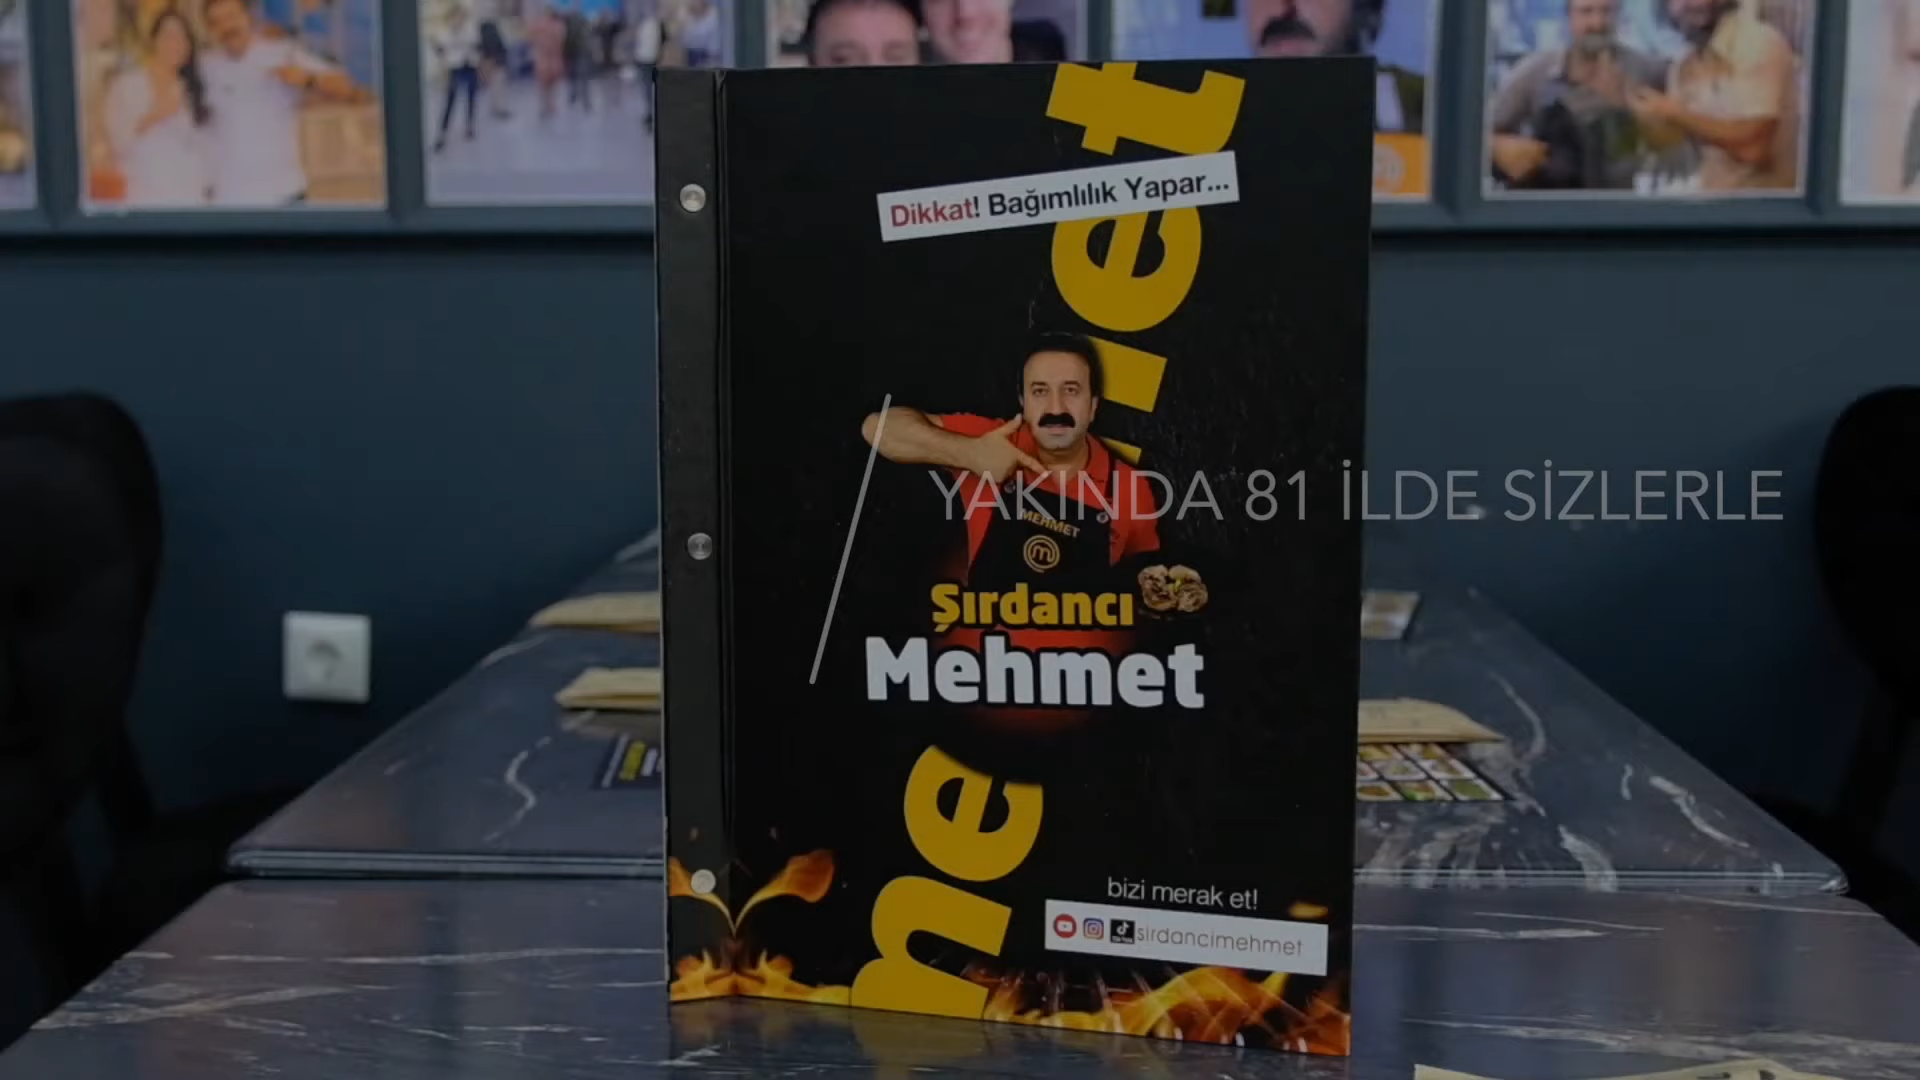 Dikkat! Bağımlılık Yapar...
YAKINDA 81 İLDE SİZLERLE
MEHMET
Şırdancı
Mehmet
bizi merak et!
sirdancimehmet